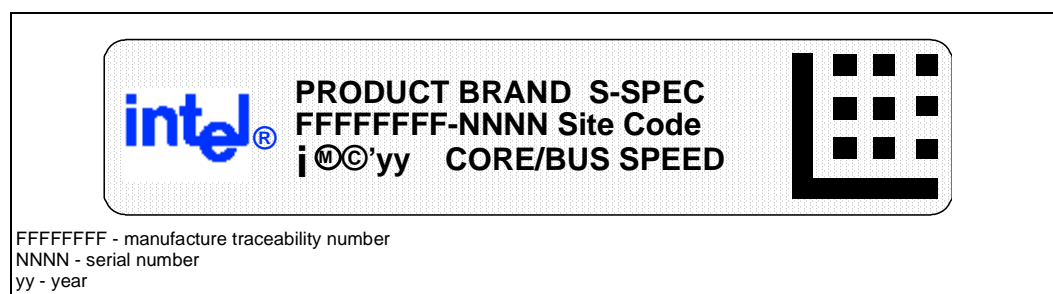 intel®
PRODUCT BRAND S-SPEC
FFFFFFFF-NNNN Site Code
i ⓂⒸ'yy CORE/BUS SPEED
FFFFFFFF - manufacture traceability number
NNNN - serial number
yy - year